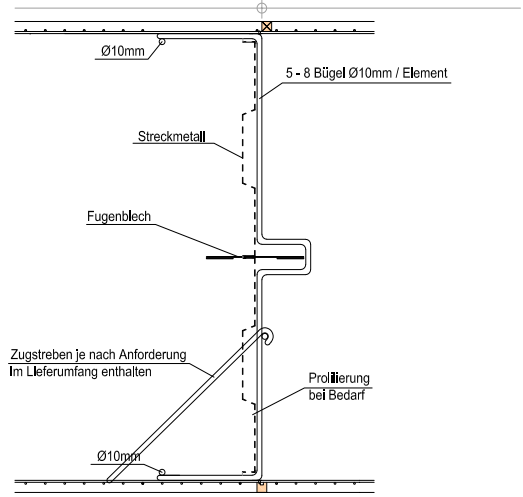 Ø10mm
5 - 8 Bügel Ø10mm / Element
Streckmetall
Fugenblech
Zugstreben je nach Anforderung
Im Lieferumfang enthalten
Profilierung
bei Bedarf
Ø10mm